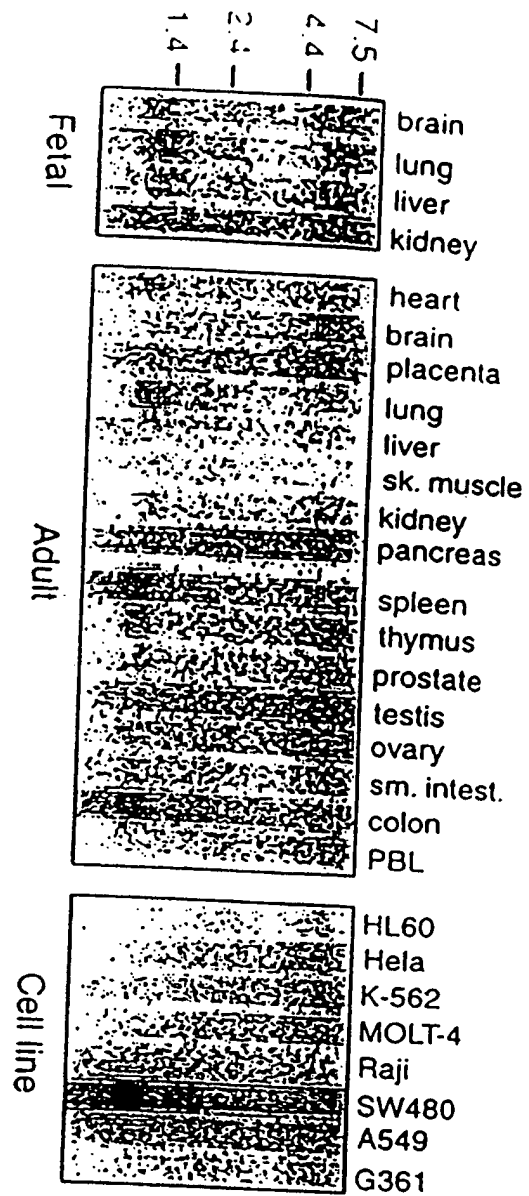 7.5
4.4
2.4
1.4
Fetal
brain
lung
liver
kidney
Adult
heart
brain
placenta
lung
liver
sk. muscle
kidney
pancreas
spleen
thymus
prostate
testis
ovary
sm. intest.
colon
PBL
Cell line
HL60
Hela
K-562
MOLT-4
Raji
SW480
A549
G361